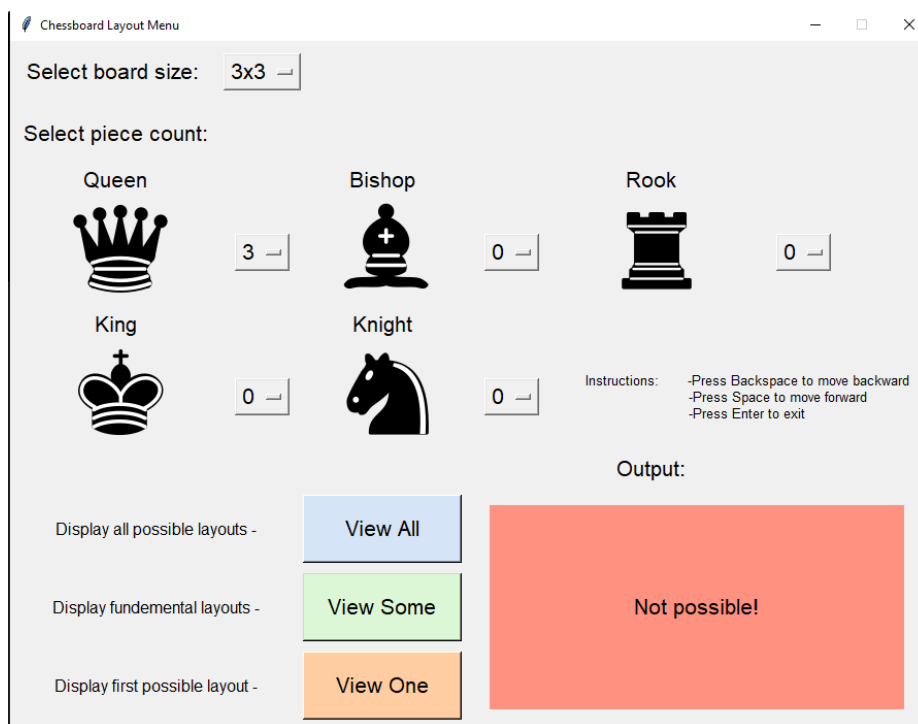 Chessboard Layout Menu
Select board size: 3x3
Select piece count:
Queen Bishop Rook
3 0 0
King Knight
0 0
Instructions: -Press Backspace to move backward
-Press Space to move forward
-Press Enter to exit
Output:
Display all possible layouts - View All
Display fundemental layouts - View Some
Not possible!
Display first possible layout - View One